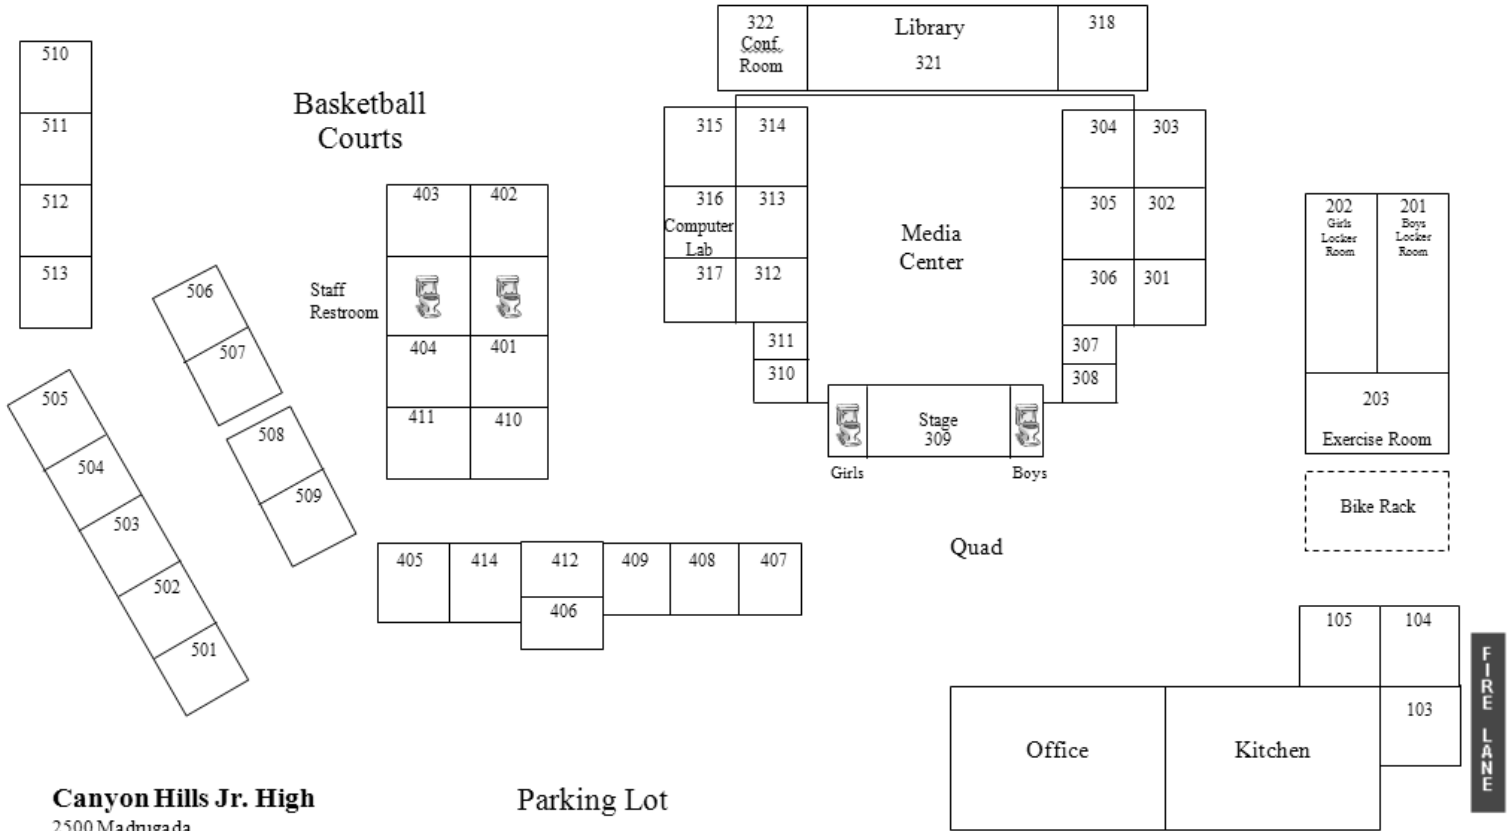 322
Conf.
Room
Library
321
318
510
511
512
513
Basketball
Courts
315
314
316
Computer
Lab
313
317
312
311
310
304
303
305
302
306
301
307
308
Media
Center
202
Girls
Locker
Room
201
Boys
Locker
Room
203
Exercise Room
Bike Rack
403
402
Staff
Restroom
404
401
411
410
506
507
508
509
505
504
503
502
501
Stage
309
Girls
Boys
Quad
405
414
412
409
408
407
406
105
104
103
FIRE LANE
Office
Kitchen
Canyon Hills Jr. High
2500 Madrugada
Parking Lot